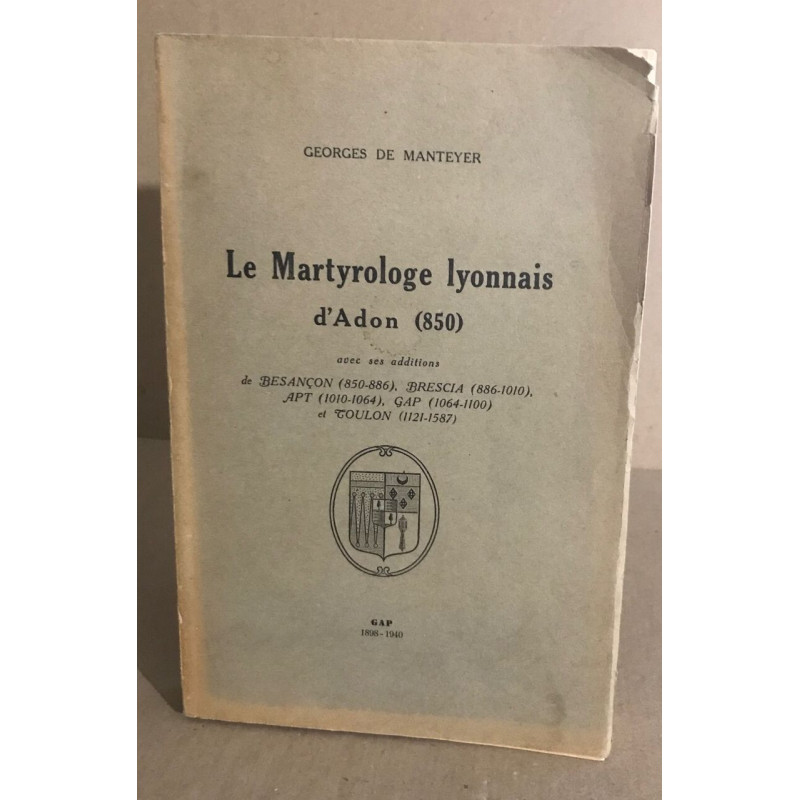 GEORGES DE MANTEYER
Le Martyrologe lyonnais
d'Adon (850)
avec ses additions
de BESANÇON (850-886), BRESCIA (886-1010),
APT (1010-1064), GAP (1064-1100)
et TOULON (1121-1587)
GAP
1898-1940